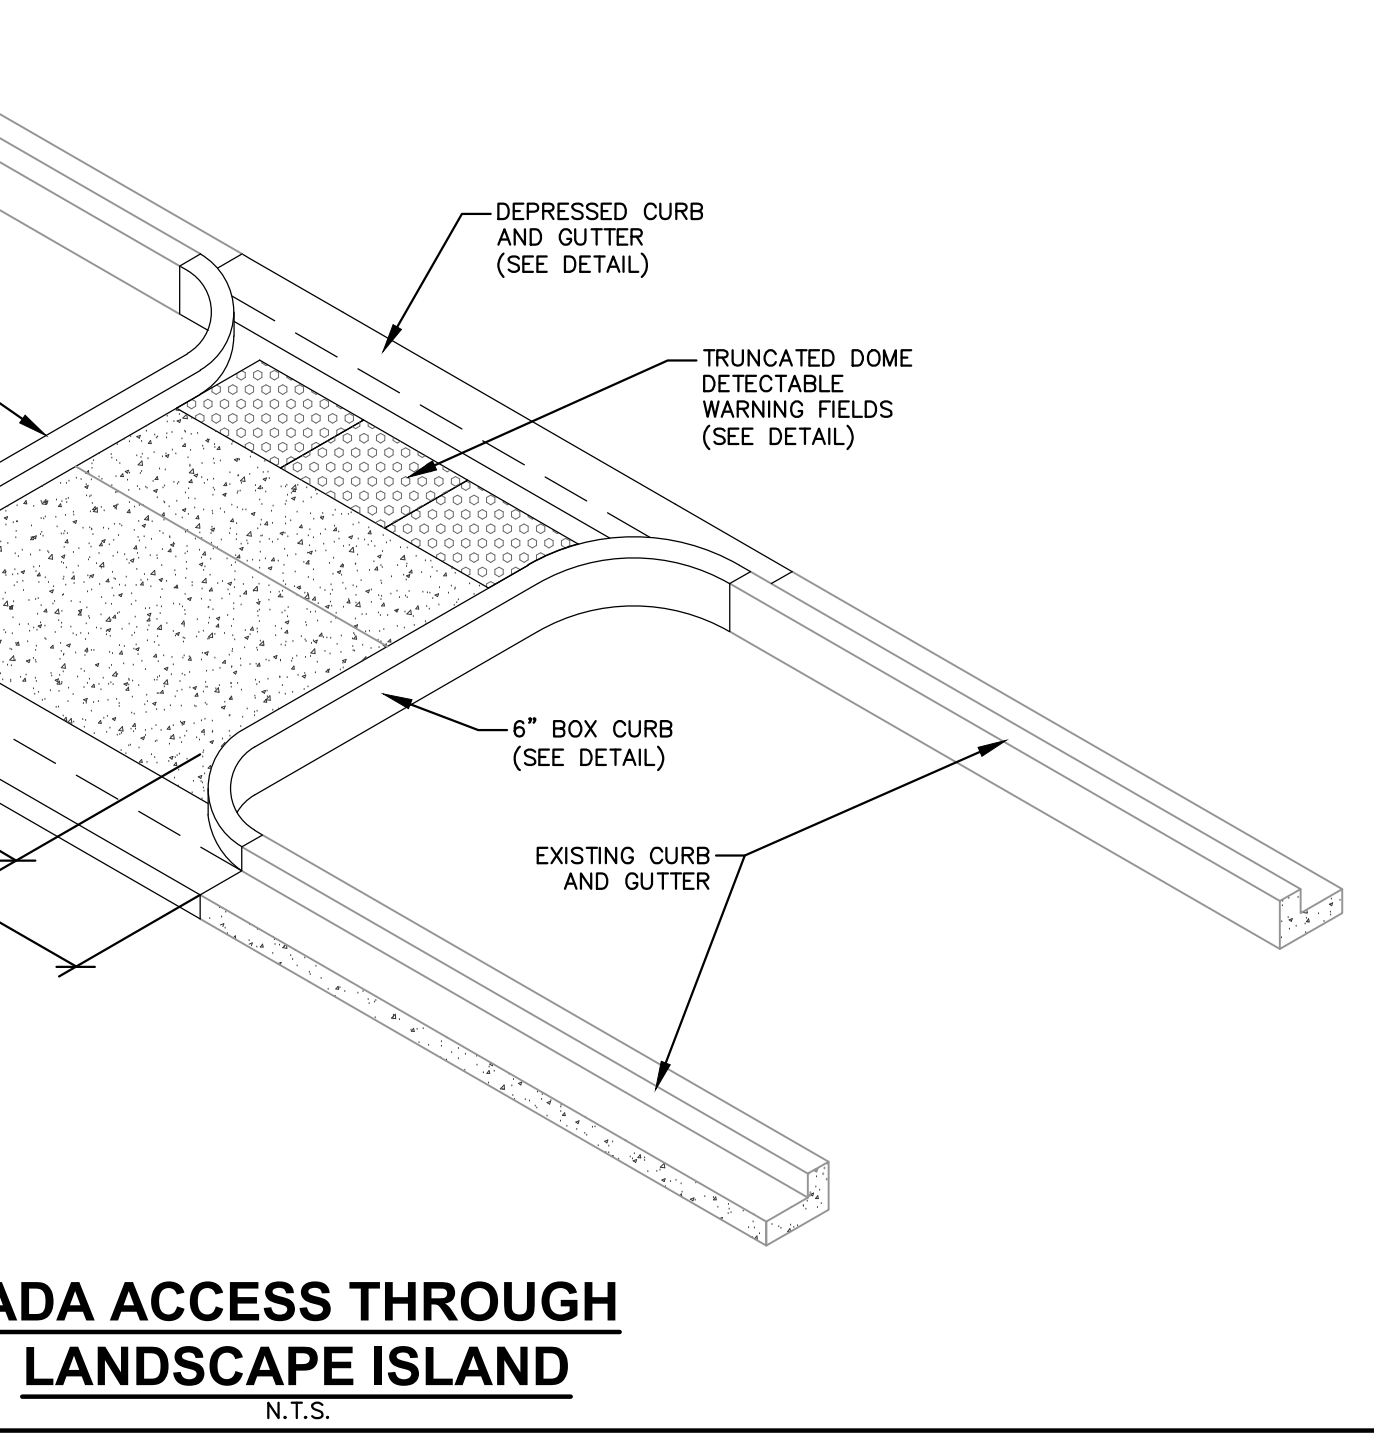 DEPRESSED CURB
AND GUTTER
(SEE DETAIL)
TRUNCATED DOME
DETECTABLE
WARNING FIELDS
(SEE DETAIL)
6” BOX CURB
(SEE DETAIL)
EXISTING CURB
AND GUTTER
ADA ACCESS THROUGH
LANDSCAPE ISLAND
N.T.S.